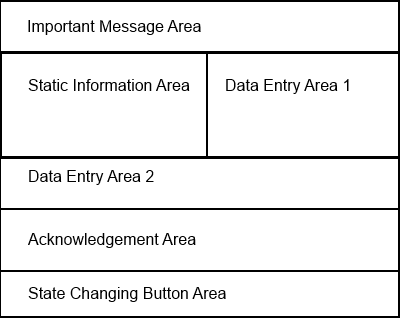 Important Message Area
Static Information Area
Data Entry Area 1
Data Entry Area 2
Acknowledgement Area
State Changing Button Area